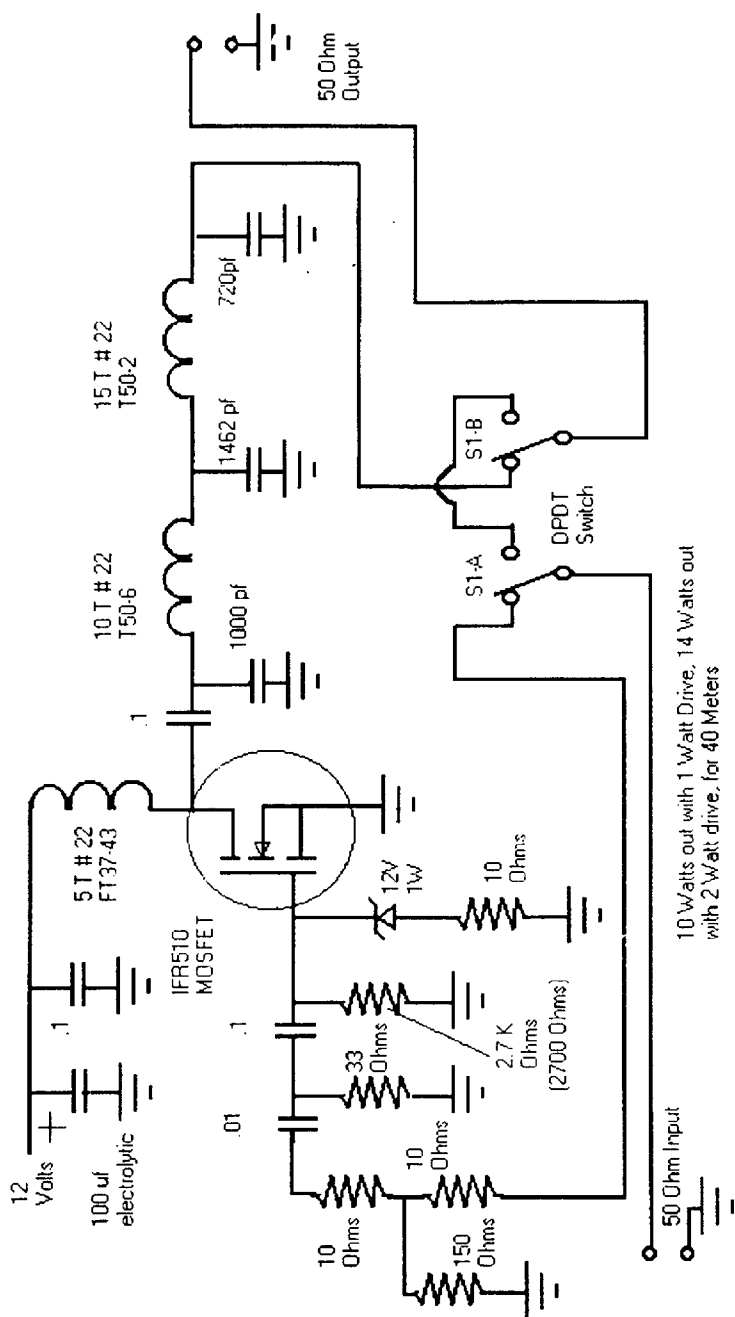 12
Volts
100 uf
electrolytic
.1
5 T # 22
FT37-43
IFR510
MOSFET
.1
10 T # 22
T50-6
1000 pf
1462 pf
15 T # 22
T50-2
720pf
50 Ohm
Output
.01
.1
10
Ohms
150
Ohms
10
Ohms
33
Ohms
2.7 K
Ohms
(2700 Ohms)
12V
1W
10
Ohms
S1-A
S1-B
DPDT
Switch
50 Ohm Input
10 Watts out with 1 Watt Drive, 14 Watts out
with 2 Watt drive, for 40 Meters